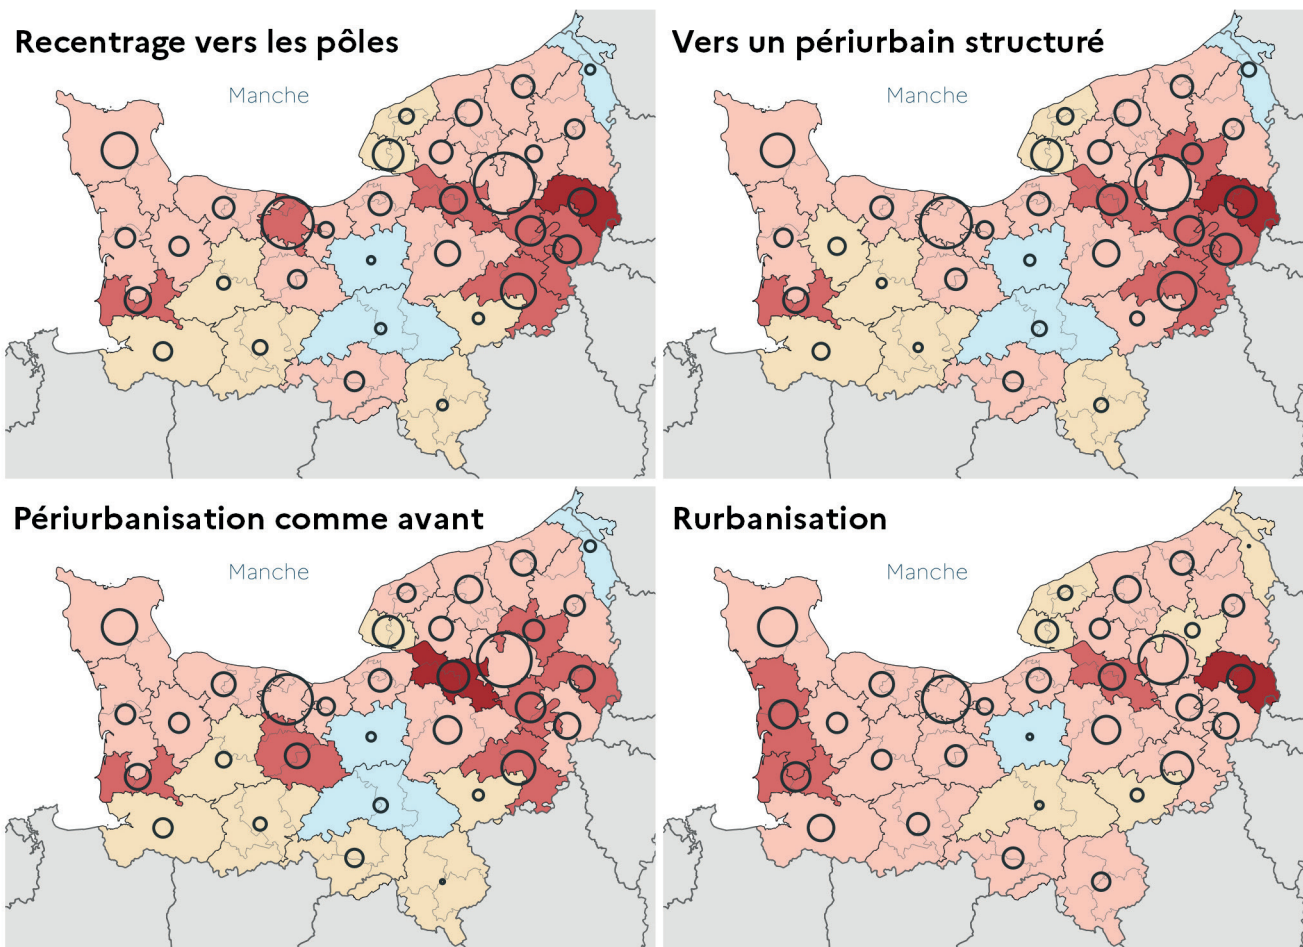 Recentrage vers les pôles
Manche
Vers un périurbain structuré
Manche
Périurbanisation comme avant
Manche
Rurbanisation
Manche